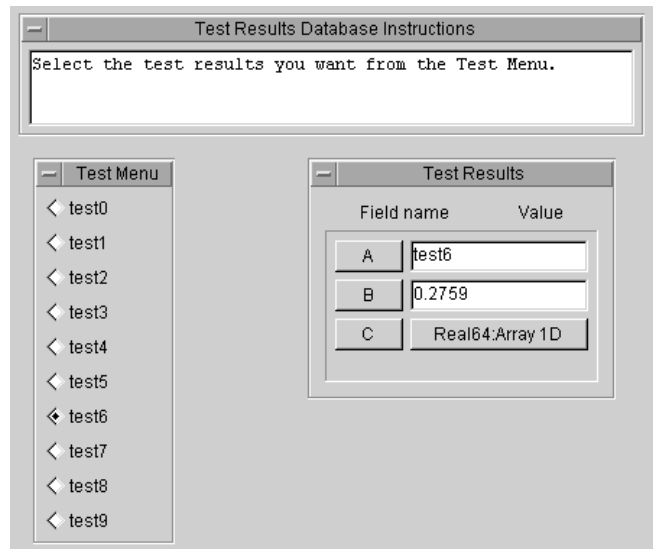 Test Results Database Instructions
Select the test results you want from the Test Menu.
Test Menu
test0
test1
test2
test3
test4
test5
test6
test7
test8
test9
Test Results
Field name Value
A test6
B 0.2759
C Real64:Array 1D